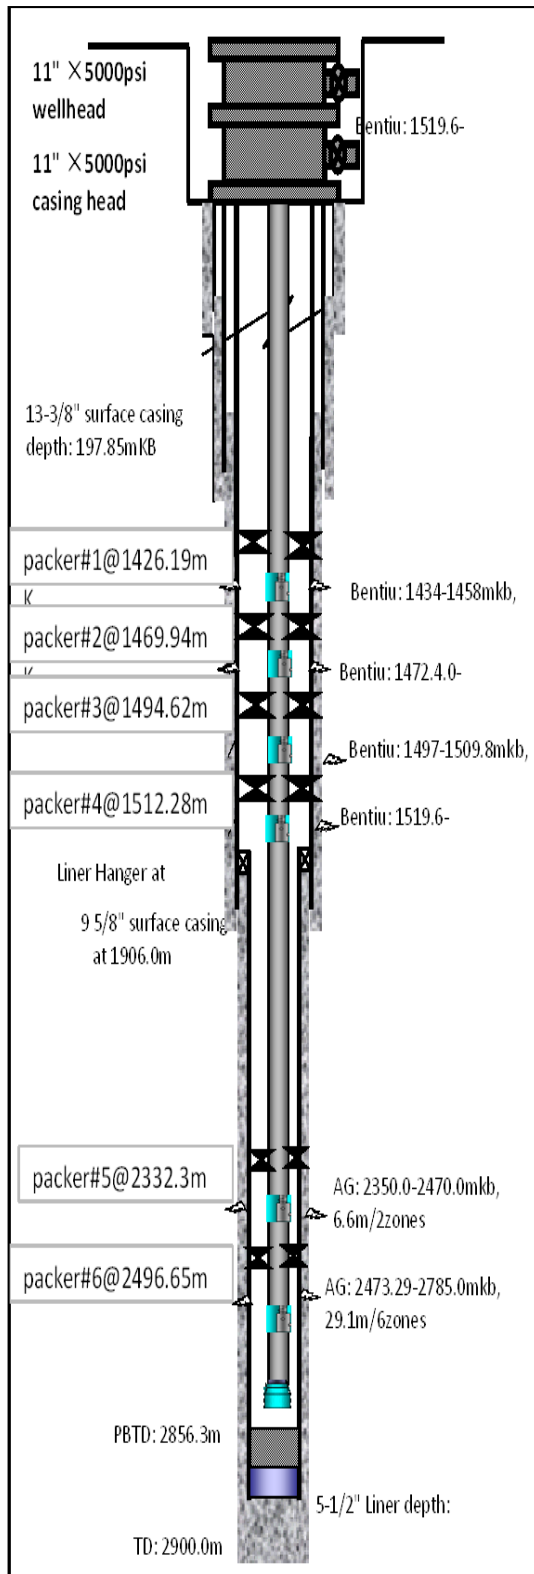 11" ×5000psi
wellhead
Bentiu: 1519.6-
11" ×5000psi
casing head
13-3/8" surface casing
depth: 197.85mKB
packer#1@1426.19m
Bentiu: 1434-1458mkb,
packer#2@1469.94m
Bentiu: 1472.4.0-
packer#3@1494.62m
Bentiu: 1497-1509.8mkb,
packer#4@1512.28m
Bentiu: 1519.6-
Liner Hanger at
9 5/8" surface casing
at 1906.0m
packer#5@2332.3m
AG: 2350.0-2470.0mkb,
6.6m/2zones
packer#6@2496.65m
AG: 2473.29-2785.0mkb,
29.1m/6zones
PBTD: 2856.3m
5-1/2" Liner depth:
TD: 2900.0m